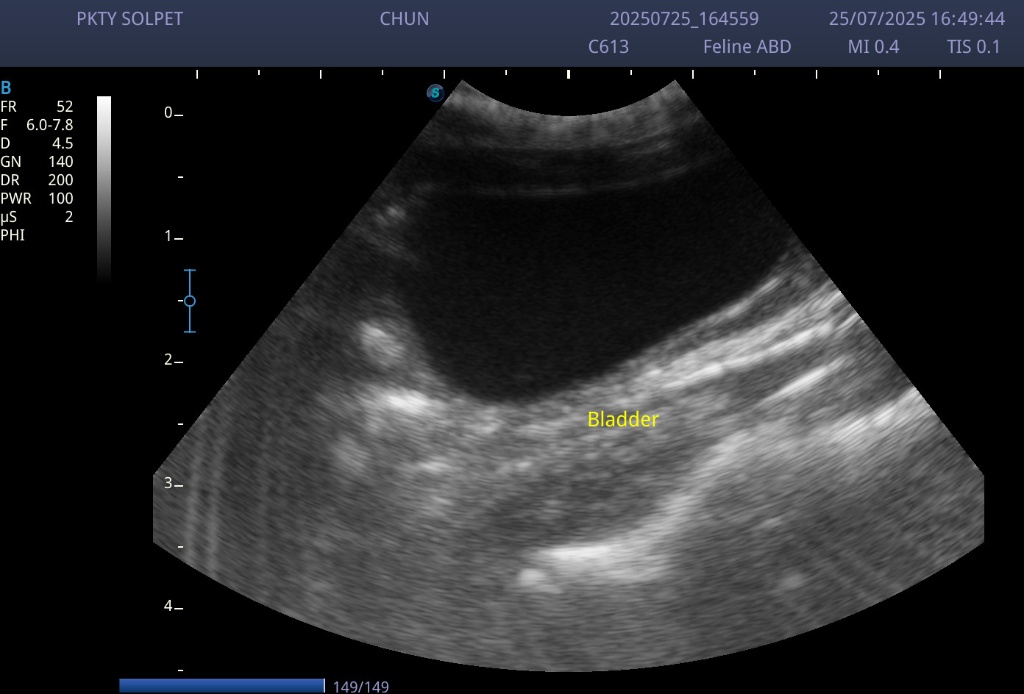 PKTY SOLPET CHUN 20250725_164559 25/07/2025 16:49:44
C613 Feline ABD MI 0.4 TIS 0.1
B
FR 52
F 6.0-7.8
D 4.5
GN 140
DR 200
PWR 100
µS 2
PHI
S
0
1
2
Bladder
3
4
149/149